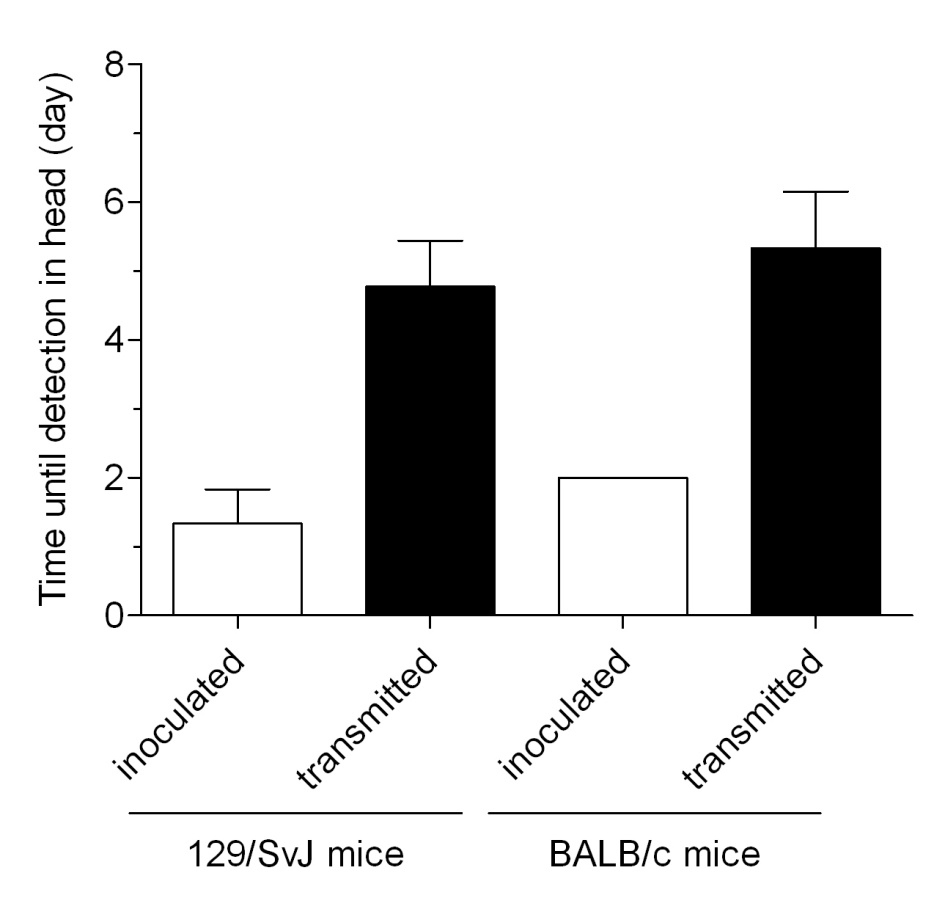 Time until detection in head (day)
8
6
4
2
0
inoculated
transmitted
inoculated
transmitted
129/SvJ mice
BALB/c mice